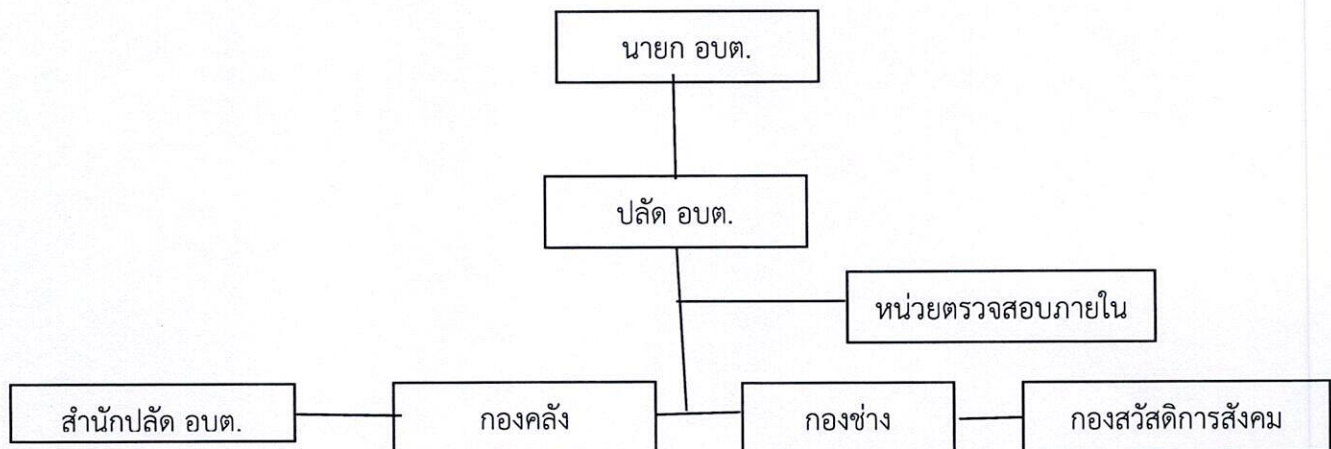 นายก อบต.
ปลัด อบต.
หน่วยตรวจสอบภายใน
สำนักปลัด อบต.
กองคลัง
กองช่าง
กองสวัสดิการสังคม